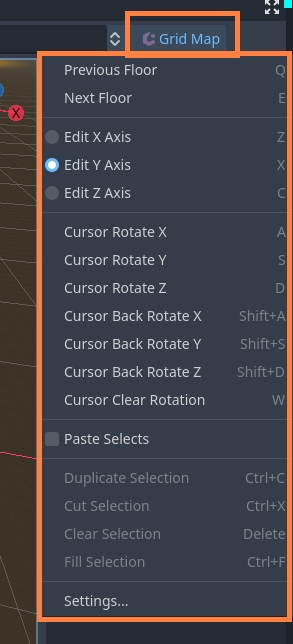 Grid Map
Previous Floor Q
Next Floor E
Edit X Axis Z
Edit Y Axis X
Edit Z Axis C
Cursor Rotate X A
Cursor Rotate Y S
Cursor Rotate Z D
Cursor Back Rotate X Shift+A
Cursor Back Rotate Y Shift+S
Cursor Back Rotate Z Shift+D
Cursor Clear Rotation W
Paste Selects
Duplicate Selection Ctrl+C
Cut Selection Ctrl+X
Clear Selection Delete
Fill Selection Ctrl+F
Settings...
X